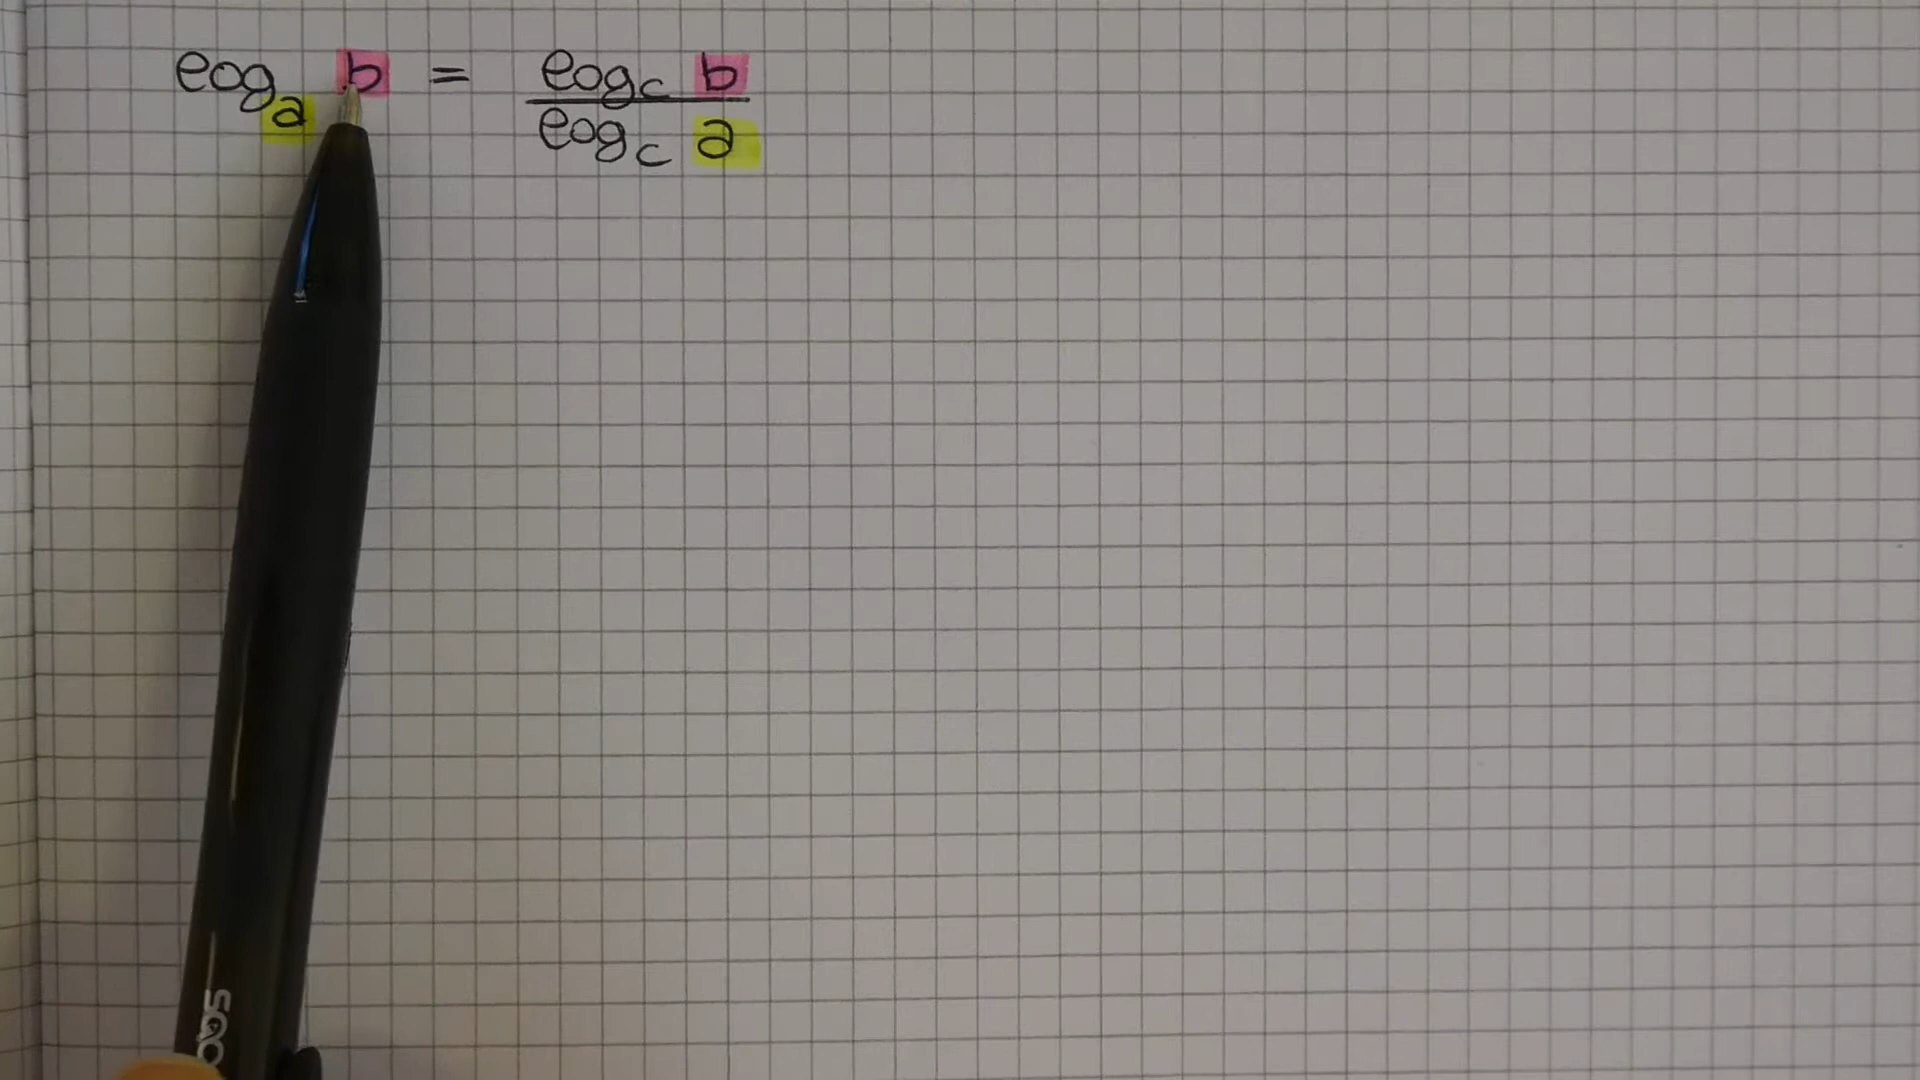 log_a b = log_c b / log_c a